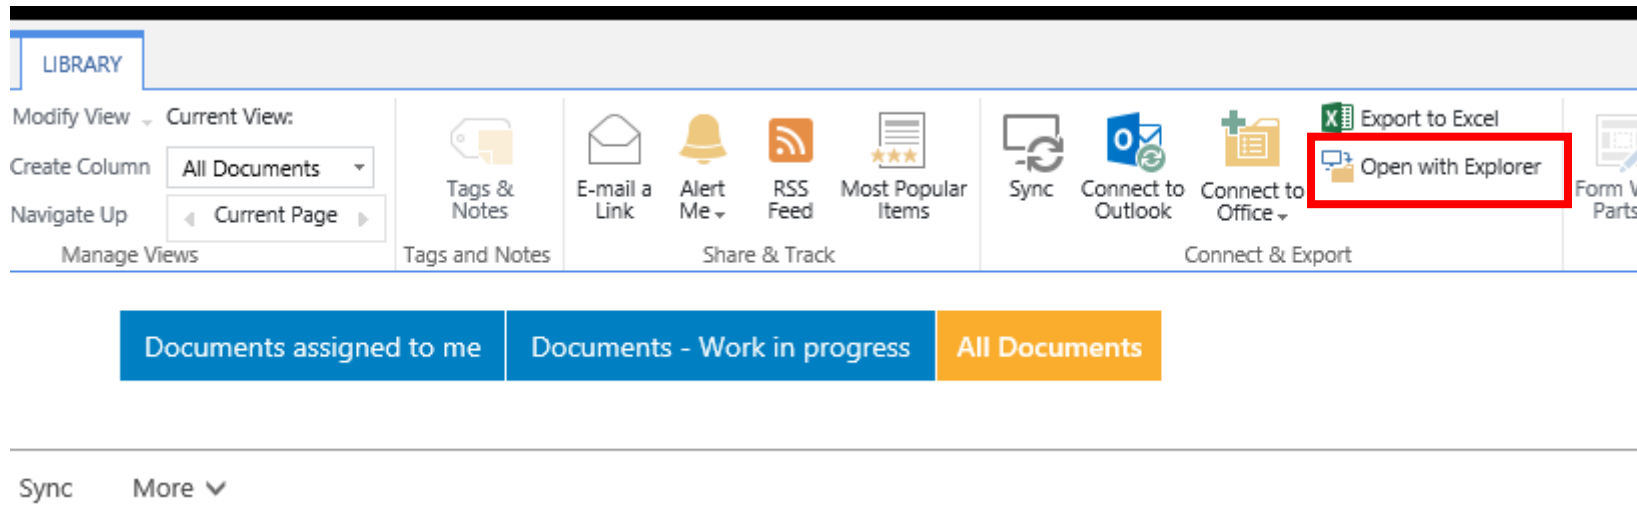 LIBRARY
Modify View
Current View:
Create Column
All Documents
Navigate Up
Current Page
Manage Views
Tags &
Notes
Tags and Notes
E-mail a
Link
Alert
Me
RSS
Feed
Most Popular
Items
Share & Track
Sync
Connect to
Outlook
Connect to
Office
Export to Excel
Open with Explorer
Connect & Export
Form
Parts
Documents assigned to me
Documents - Work in progress
All Documents
Sync
More